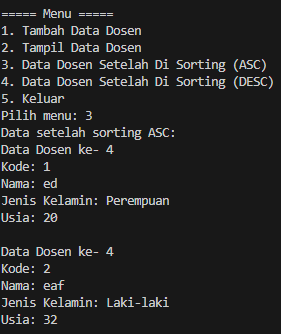 ===== Menu =====
1. Tambah Data Dosen
2. Tampil Data Dosen
3. Data Dosen Setelah Di Sorting (ASC)
4. Data Dosen Setelah Di Sorting (DESC)
5. Keluar
Pilih menu: 3
Data setelah sorting ASC:
Data Dosen ke- 4
Kode: 1
Nama: ed
Jenis Kelamin: Perempuan
Usia: 20

Data Dosen ke- 4
Kode: 2
Nama: eaf
Jenis Kelamin: Laki-laki
Usia: 32